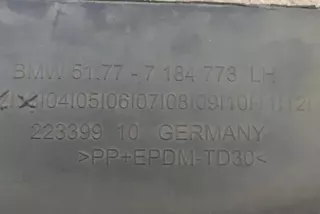 BMW 51.77 - 7 184 773 LH
|04|05|06|07|08|09|10|11|12|
223399 10 GERMANY
>PP+EPDM-TD30<